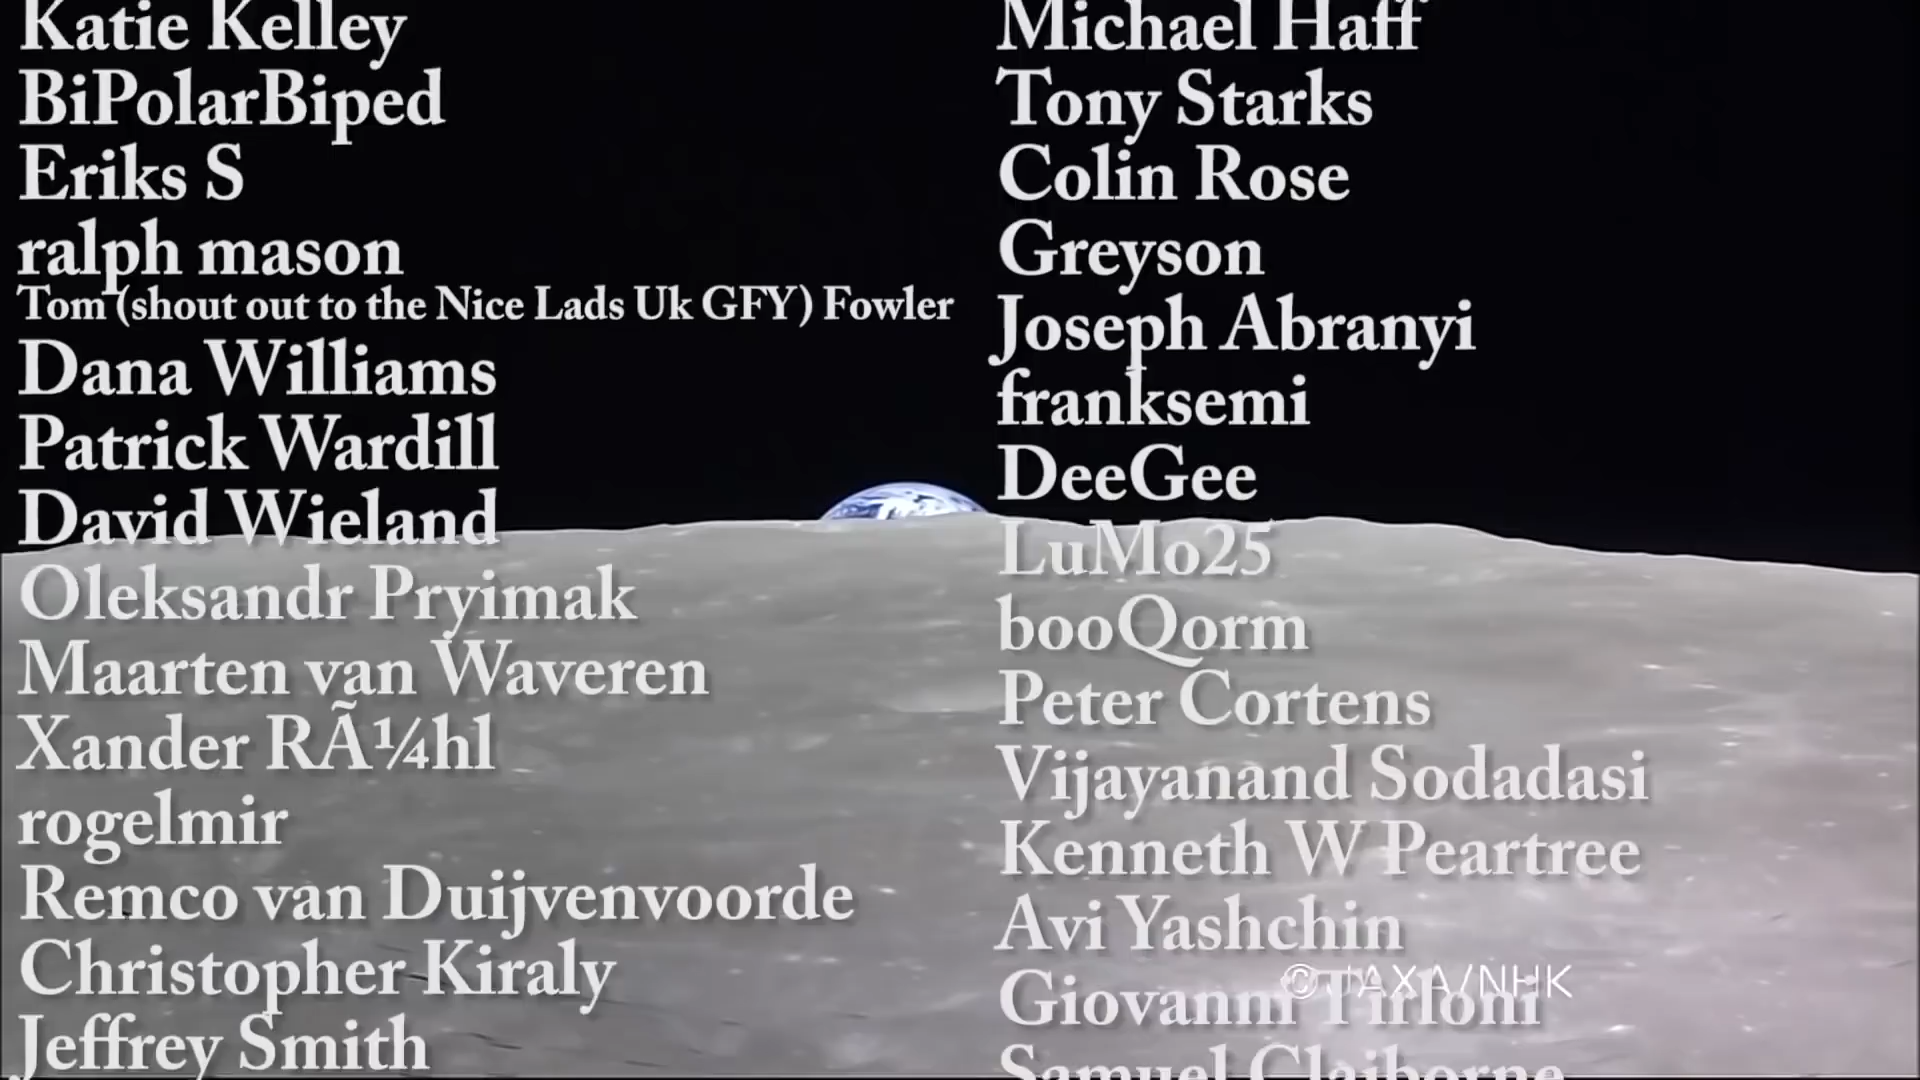 Katie Kelley
BiPolarBiped
Eriks S
ralph mason
Tom (shout out to the Nice Lads Uk GFY) Fowler
Dana Williams
Patrick Wardill
David Wieland
Oleksandr Pryimak
Maarten van Waveren
Xander RÃ¼hl
rogelmir
Remco van Duijvenvoorde
Christopher Kiraly
Jeffrey Smith
Michael Haff
Tony Starks
Colin Rose
Greyson
Joseph Abranyi
franksemi
DeeGee
LuMo25
booQorm
Peter Cortens
Vijayanand Sodadasi
Kenneth W Peartree
Avi Yashchin
© JAXA/NHK
Giovanni Tirloni
Samuel Claiborne